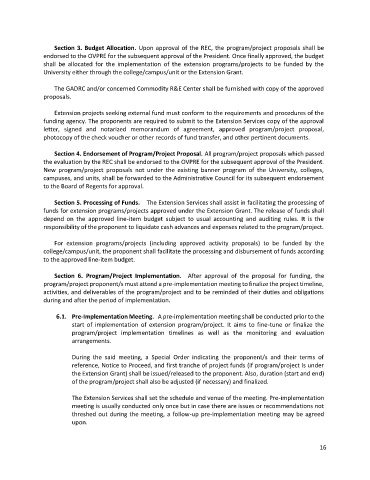 Section 3. Budget Allocation. Upon approval of the REC, the program/project proposals shall be
endorsed to the OVPRE for the subsequent approval of the President. Once finally approved, the budget
shall be allocated for the implementation of the extension programs/projects to be funded by the
University either through the college/campus/unit or the Extension Grant.
The GADRC and/or concerned Commodity R&E Center shall be furnished with copy of the approved
proposals.
Extension projects seeking external fund must conform to the requirements and procedures of the
funding agency. The proponents are required to submit to the Extension Services copy of the approval
letter, signed and notarized memorandum of agreement, approved program/project proposal,
photocopy of the check voucher or other records of fund transfer, and other pertinent documents.
Section 4. Endorsement of Program/Project Proposal. All program/project proposals which passed
the evaluation by the REC shall be endorsed to the OVPRE for the subsequent approval of the President.
New program/project proposals not under the existing banner program of the University, colleges,
campuses, and units, shall be forwarded to the Administrative Council for its subsequent endorsement
to the Board of Regents for approval.
Section 5. Processing of Funds. The Extension Services shall assist in facilitating the processing of
funds for extension programs/projects approved under the Extension Grant. The release of funds shall
depend on the approved line-item budget subject to usual accounting and auditing rules. It is the
responsibility of the proponent to liquidate cash advances and expenses related to the program/project.
For extension programs/projects (including approved activity proposals) to be funded by the
college/campus/unit, the proponent shall facilitate the processing and disbursement of funds according
to the approved line-item budget.
Section 6. Program/Project Implementation. After approval of the proposal for funding, the
program/project proponent/s must attend a pre-implementation meeting to finalize the project timeline,
activities, and deliverables of the program/project and to be reminded of their duties and obligations
during and after the period of implementation.
6.1. Pre-Implementation Meeting. A pre-implementation meeting shall be conducted prior to the
start of implementation of extension program/project. It aims to fine-tune or finalize the
program/project implementation timelines as well as the monitoring and evaluation
arrangements.
During the said meeting, a Special Order indicating the proponent/s and their terms of
reference, Notice to Proceed, and first tranche of project funds (if program/project is under
the Extension Grant) shall be issued/released to the proponent. Also, duration (start and end)
of the program/project shall also be adjusted (if necessary) and finalized.
The Extension Services shall set the schedule and venue of the meeting. Pre-implementation
meeting is usually conducted only once but in case there are issues or recommendations not
threshed out during the meeting, a follow-up pre-implementation meeting may be agreed
upon.
16